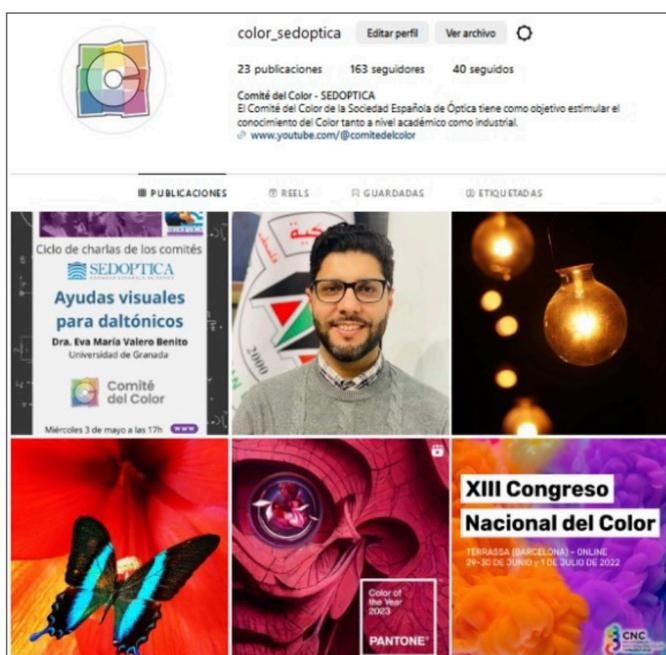 color_sedoptica Editar perfil Ver archivo
23 publicaciones 163 seguidores 40 seguidos
Comité del Color - SEDOPTICA
El Comité del Color de la Sociedad Española de Óptica tiene como objetivo estimular el
conocimiento del Color tanto a nivel académico como industrial.
www.youtube.com/@comitedelcolor
PUBLICACIONES REELS GUARDADAS ETIQUETADAS
Ciclo de charlas de los comités
SEDOPTICA
Ayudas visuales
para daltónicos
Dra. Eva María Valero Benito
Universidad de Granada
Comité
del Color
Miércoles 3 de mayo a las 17h www
2000
Color of
the Year
2023
PANTONE®
XIII Congreso
Nacional del Color
TERRASSA (BARCELONA) – ONLINE
29-30 DE JUNIO y 1 DE JULIO DE 2022
CNC